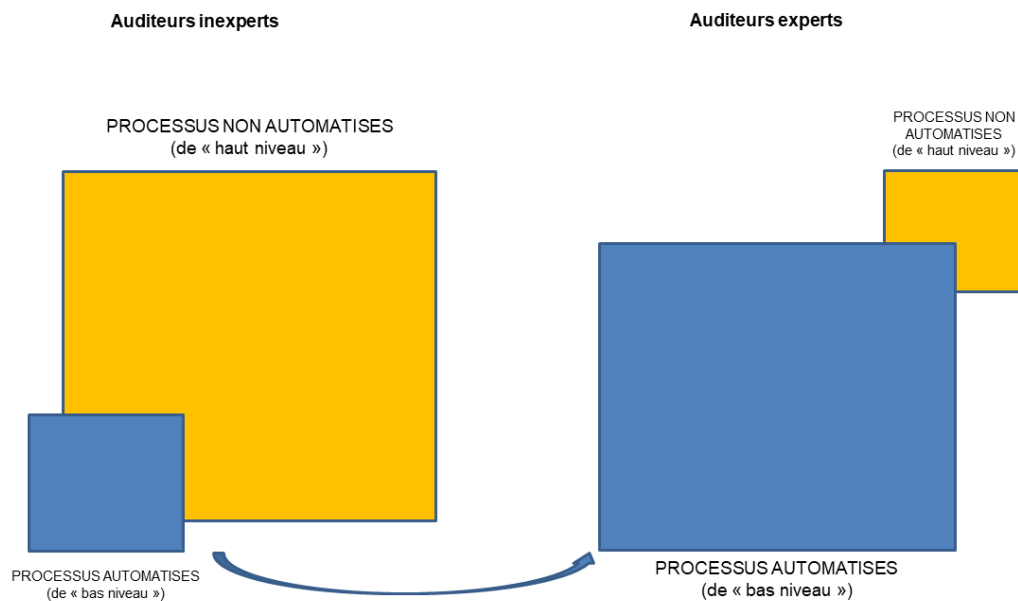 Auditeurs inexperts
Auditeurs experts
PROCESSUS NON AUTOMATISES
(de « haut niveau »)
PROCESSUS NON
AUTOMATISES
(de « haut niveau »)
PROCESSUS AUTOMATISES
(de « bas niveau »)
PROCESSUS AUTOMATISES
(de « bas niveau »)